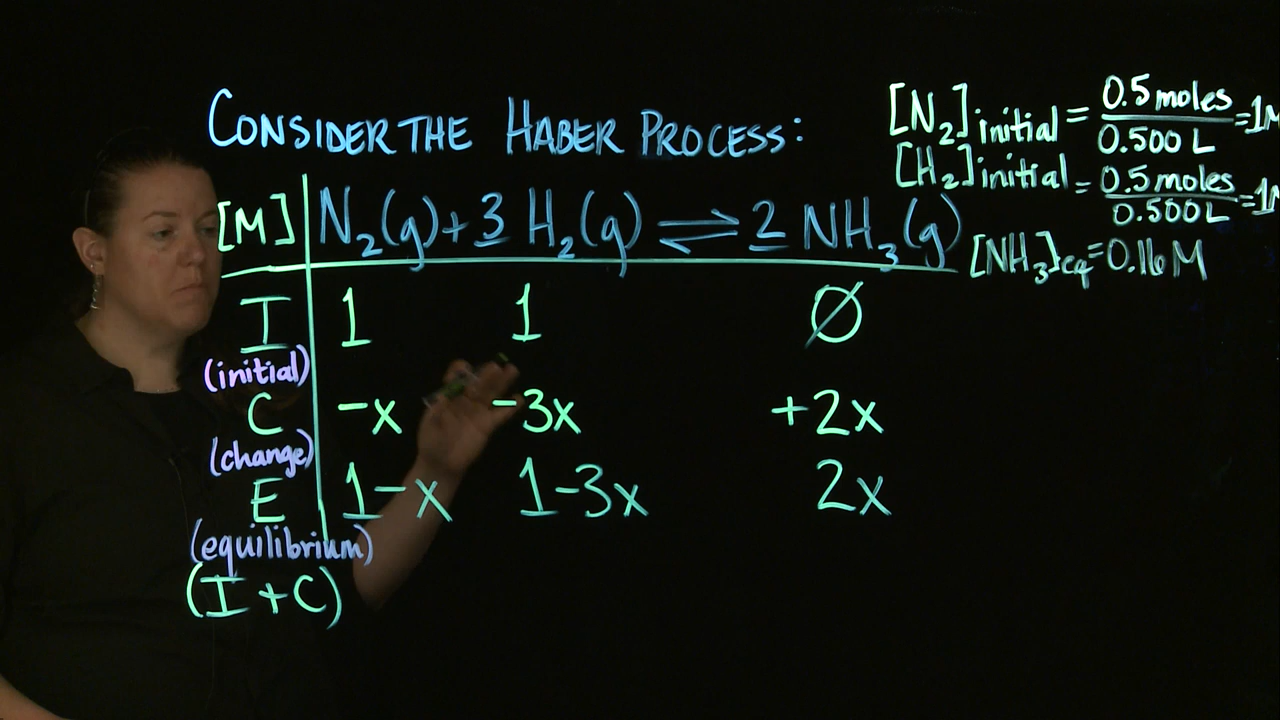 CONSIDER THE HABER PROCESS:
[N₂]initial = 0.5 moles / 0.500 L = 1M
[H₂]initial = 0.5 moles / 0.500 L = 1M
[M] N₂(g) + 3 H₂(g) ⇌ 2 NH₃(g)
[NH₃]eq = 0.16 M
I 1 1 Ø
(initial)
C -x -3x +2x
(change)
E 1-x 1-3x 2x
(equilibrium)
(I + C)